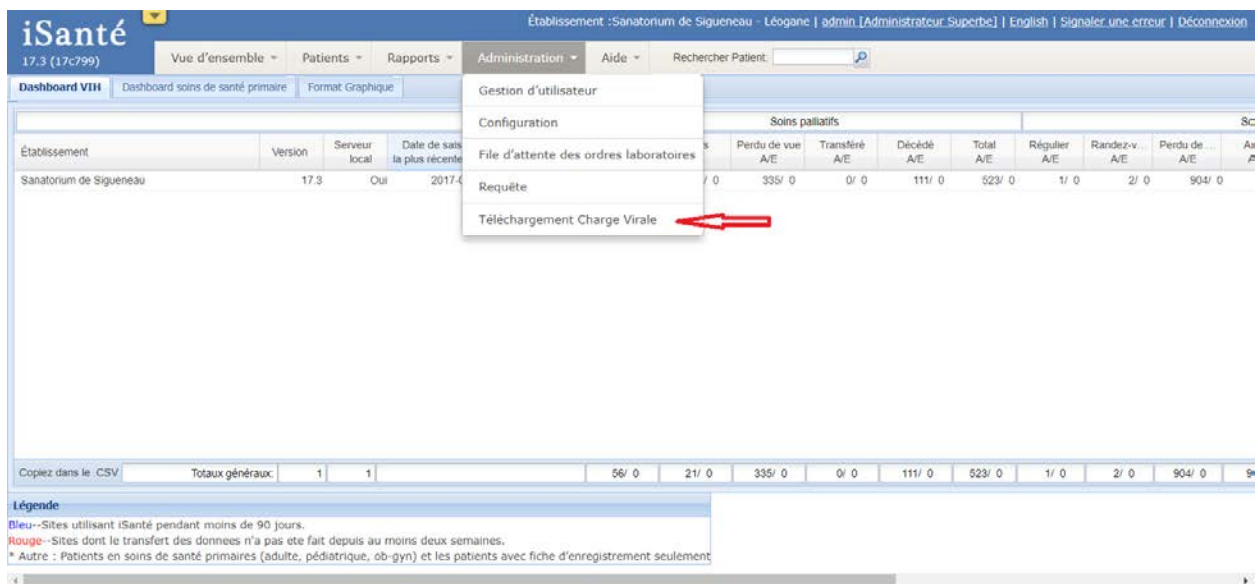 iSanté
17.3 (17c799)
Établissement :Sanatorium de Sigueneau - Léogane | admin [Administrateur Superbe] | English | Signaler une erreur | Déconnexion
Vue d'ensemble Patients Rapports Administration Aide Rechercher Patient:
Dashboard VIH Dashboard soins de santé primaire Format Graphique
Gestion d'utilisateur
Configuration
File d'attente des ordres laboratoires
Requête
Téléchargement Charge Virale
Soins palliatifs
Établissement Version Serveur local Date de sais la plus récente Perdu de vue A/E Transféré A/E Décédé A/E Total A/E Régulier A/E Randez-v... A/E Perdu de ... A/E
Sanatorium de Sigueneau 17.3 Oui 2017- / 0 335/ 0 0/ 0 111/ 0 523/ 0 1/ 0 2/ 0 904/ 0
Copiez dans le CSV Totaux généraux: 1 1 56/ 0 21/ 0 335/ 0 0/ 0 111/ 0 523/ 0 1/ 0 2/ 0 904/ 0
Légende
Bleu--Sites utilisant iSanté pendant moins de 90 jours.
Rouge--Sites dont le transfert des donnees n'a pas ete fait depuis au moins deux semaines.
* Autre : Patients en soins de santé primaires (adulte, pédiatrique, ob-gyn) et les patients avec fiche d'enregistrement seulement